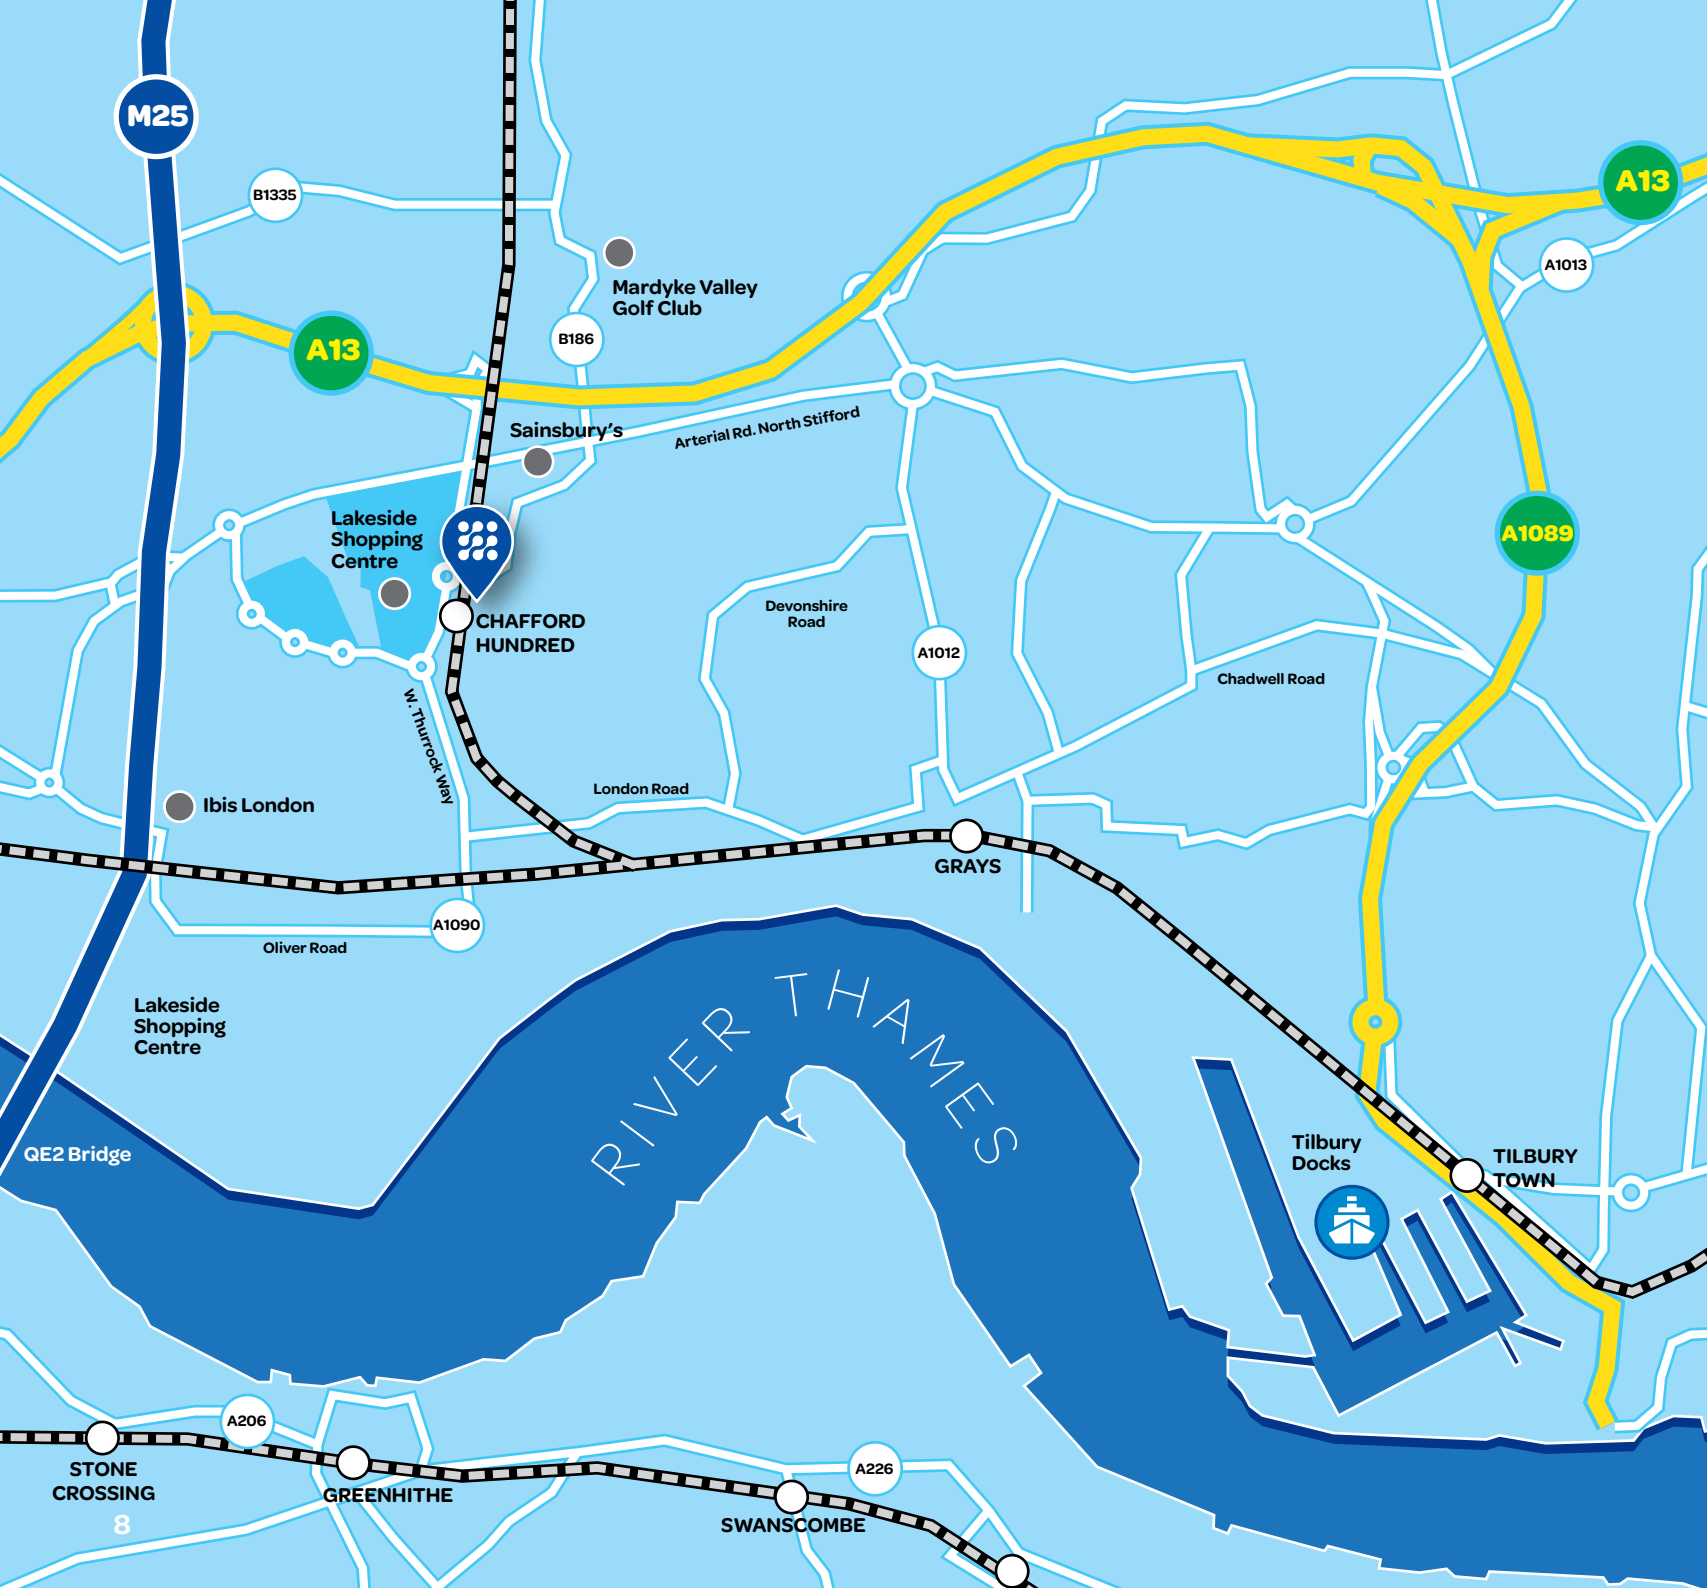 M25
B1335
A13
A1013
Mardyke Valley
Golf Club
B186
A13
Sainsbury's
Arterial Rd. North Stifford
Lakeside
Shopping
Centre
A1089
CHAFFORD
HUNDRED
Devonshire
Road
A1012
Chadwell Road
W. Thurrock Way
London Road
Ibis London
GRAYS
A1090
Oliver Road
Lakeside
Shopping
Centre
RIVER THAMES
QE2 Bridge
Tilbury
Docks
TILBURY
TOWN
A206
STONE
CROSSING
GREENHITHE
A226
SWANSCOMBE
8